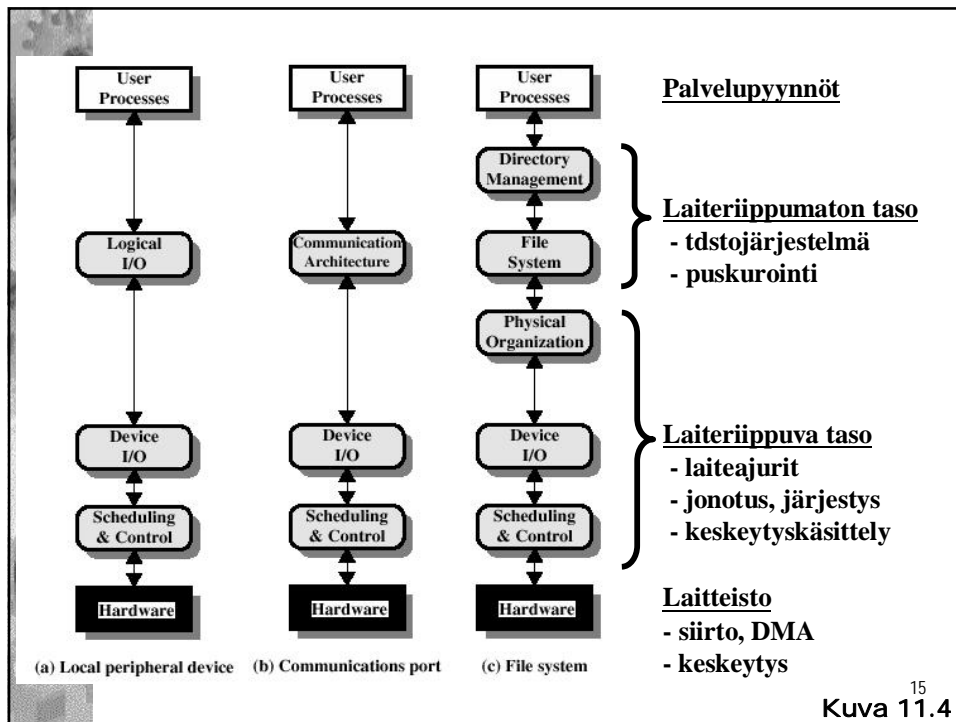 User
Processes
Logical
I/O
Device
I/O
Scheduling
& Control
Hardware
(a) Local peripheral device
User
Processes
Communication
Architecture
Device
I/O
Scheduling
& Control
Hardware
(b) Communications port
User
Processes
Directory
Management
File
System
Physical
Organization
Device
I/O
Scheduling
& Control
Hardware
(c) File system
Palvelupyynnöt
Laiteriippumaton taso
- tdstojärjestelmä
- puskurointi
Laiteriippuva taso
- laiteajurit
- jonotus, järjestys
- keskeytyskäsittely
Laitteisto
- siirto, DMA
- keskeytys
15
Kuva 11.4